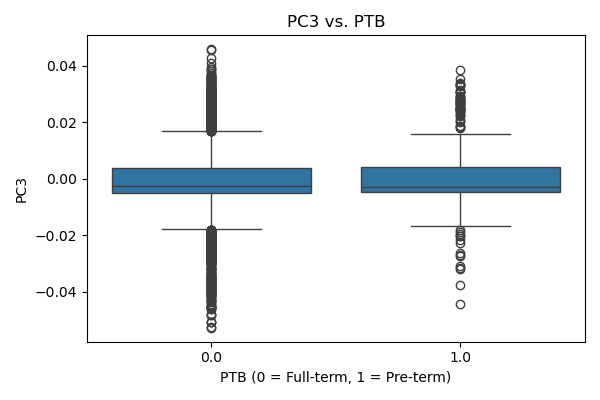 PC3 vs. PTB
0.04
0.02
0.00
−0.02
−0.04
PC3
0.0
1.0
PTB (0 = Full-term, 1 = Pre-term)